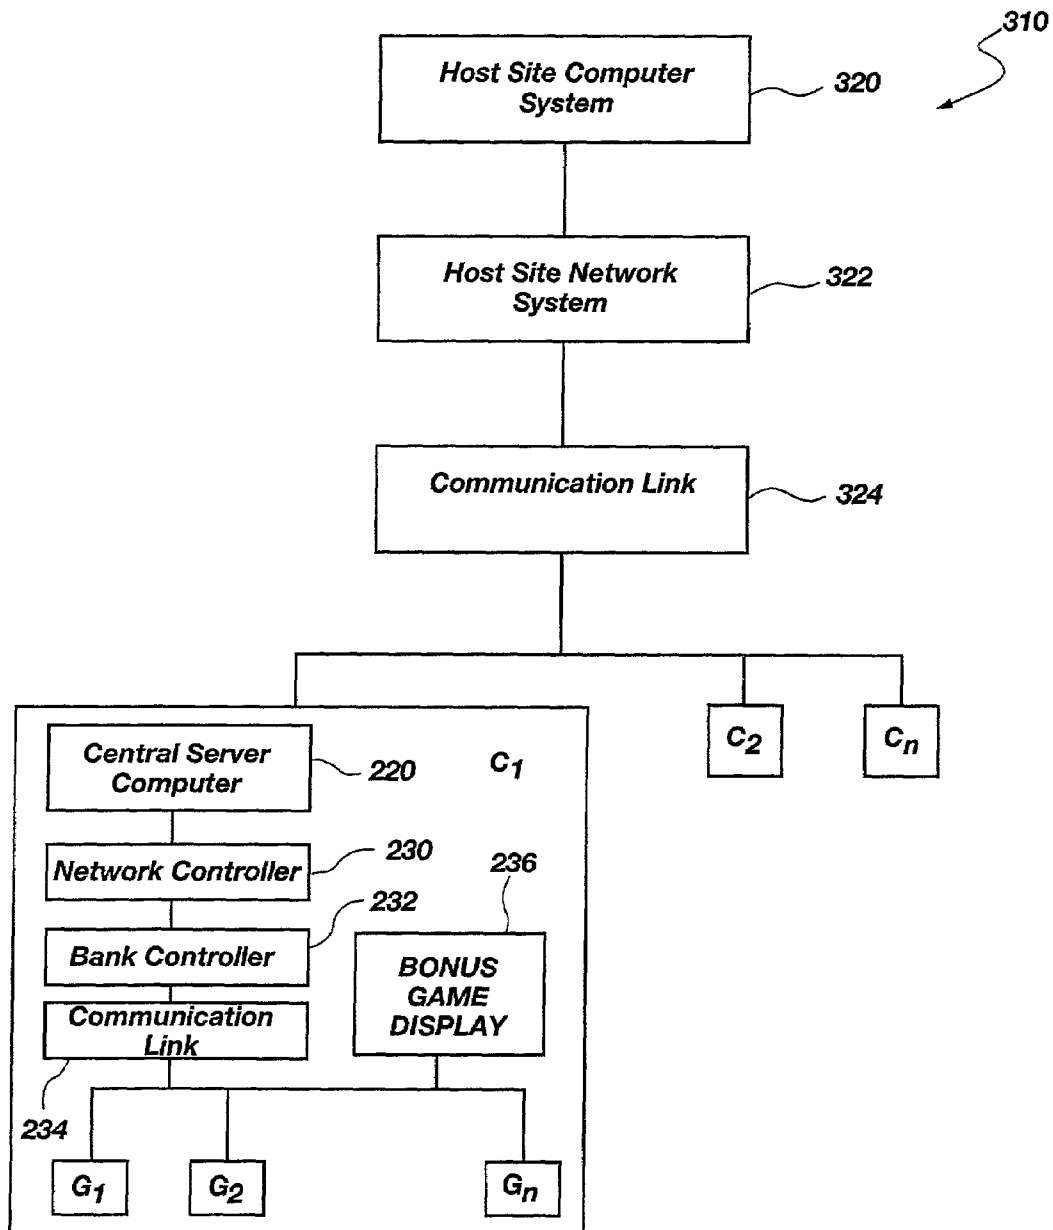 310
Host Site Computer
System
320
Host Site Network
System
322
Communication Link
324
Central Server
Computer
220
C1
C2
Cn
Network Controller
230
236
Bank Controller
232
BONUS
GAME
DISPLAY
Communication
Link
234
G1
G2
Gn